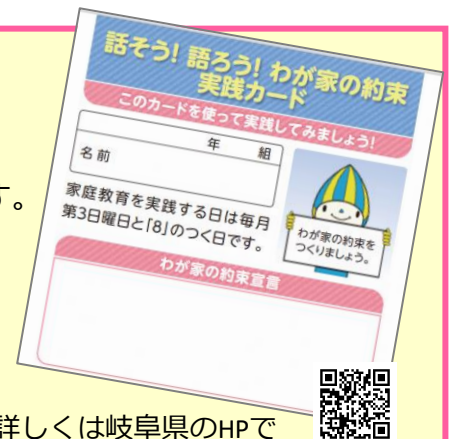 話そう! 語ろう! わが家の約束
実践カード
このカードを使って実践してみましょう!
年 組
名前
家庭教育を実践する日は毎月
第3日曜日と「8」のつく日です。
わが家の約束を
つくりましょう。
わが家の約束宣言
す。
詳しくは岐阜県のHPで